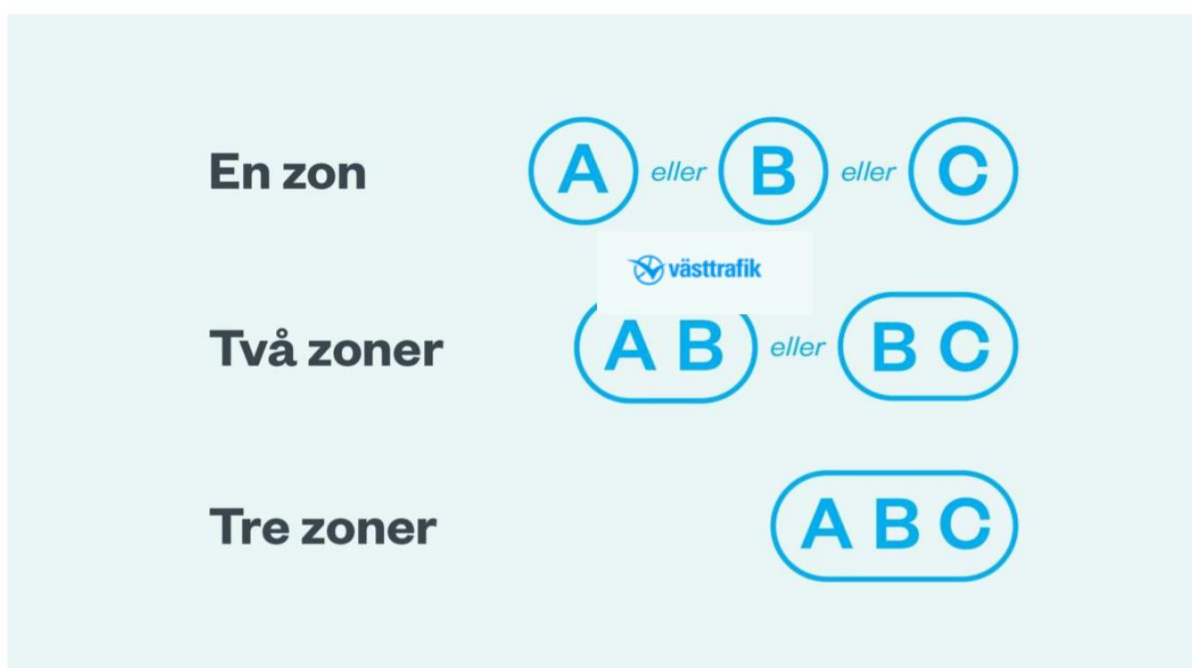 En zon A eller B eller C
västtrafik
Två zoner A B eller B C
Tre zoner A B C